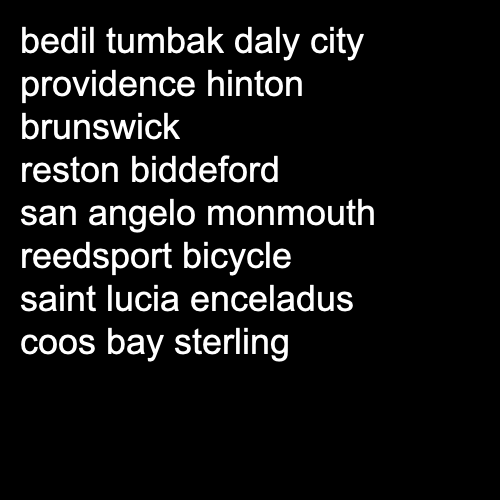 bedil tumbak daly city
providence hinton
brunswick
reston biddeford
san angelo monmouth
reedsport bicycle
saint lucia enceladus
coos bay sterling